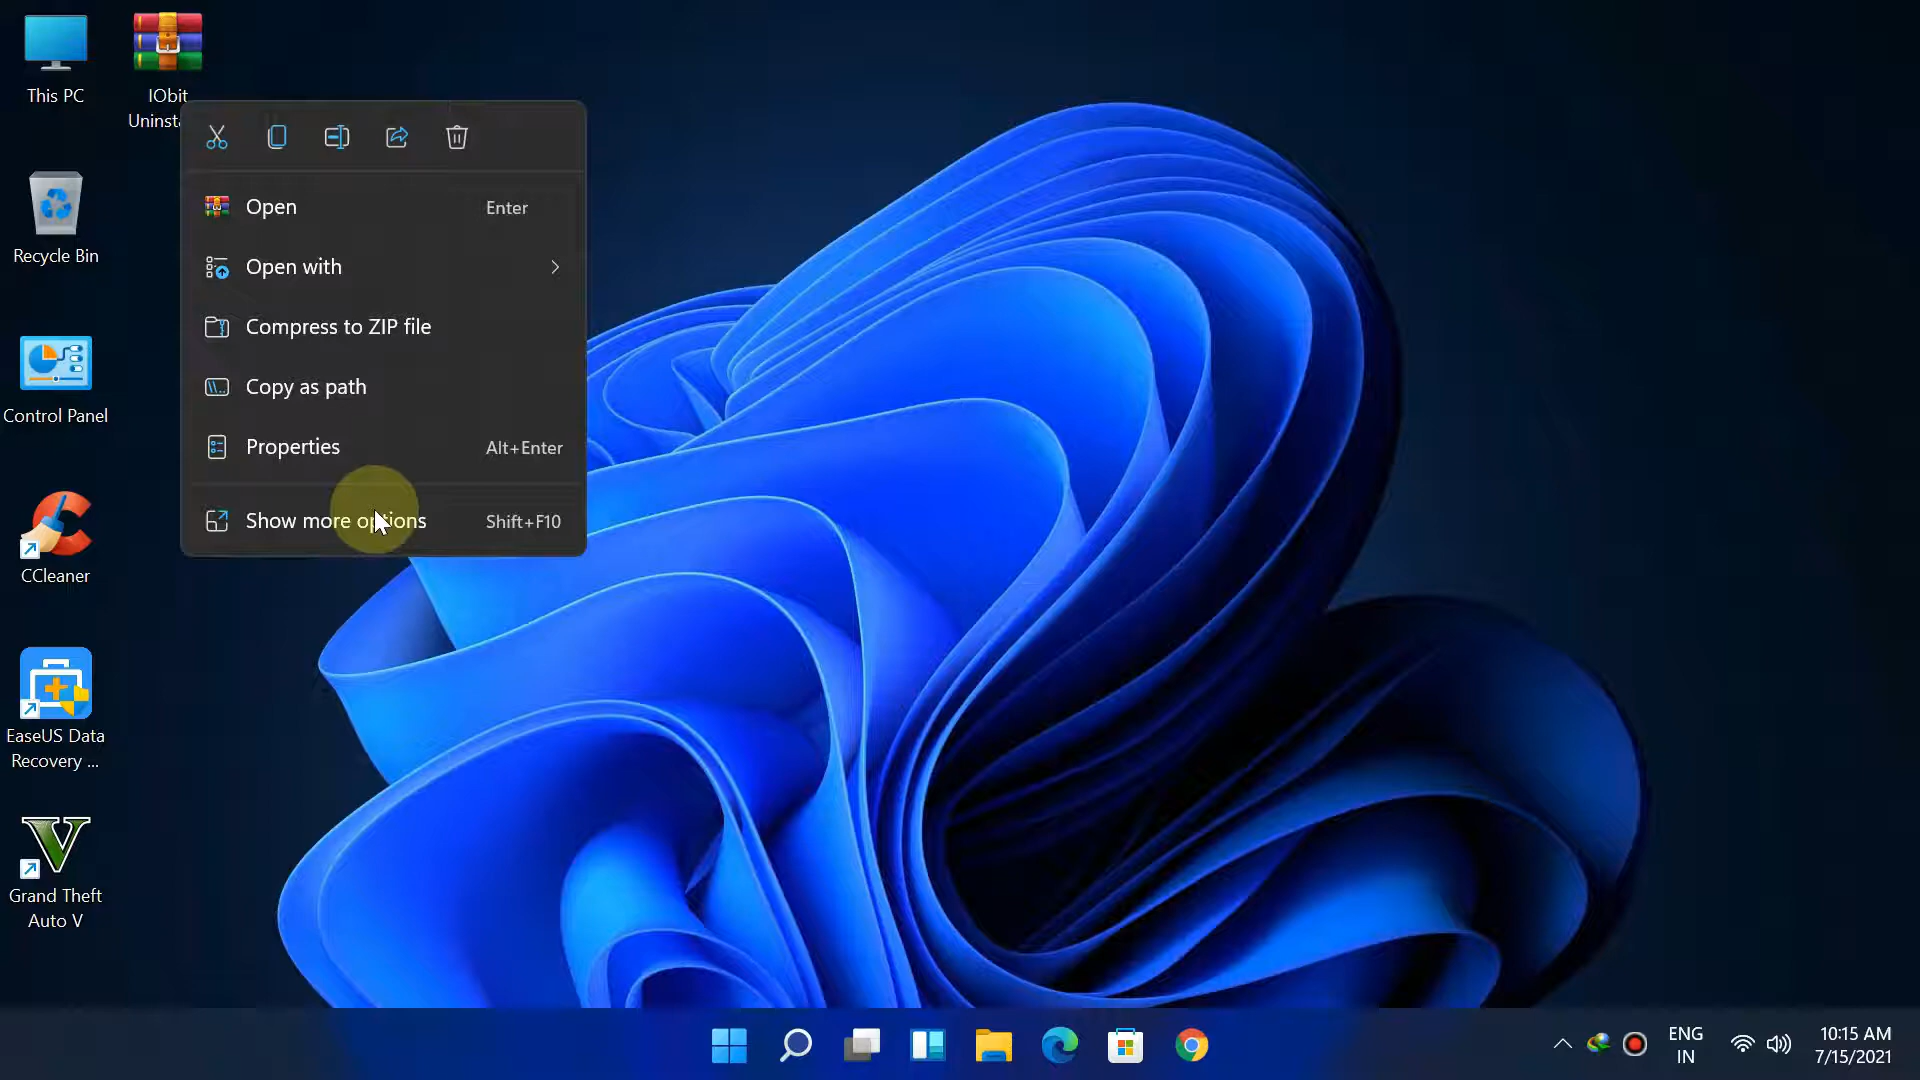 This PC
IObit
Uninst
Recycle Bin
Control Panel
CCleaner
EaseUS Data
Recovery ...
V
Grand Theft
Auto V
Open Enter
Open with
Compress to ZIP file
Copy as path
Properties Alt+Enter
Show more options Shift+F10
ENG
IN
10:15 AM
7/15/2021